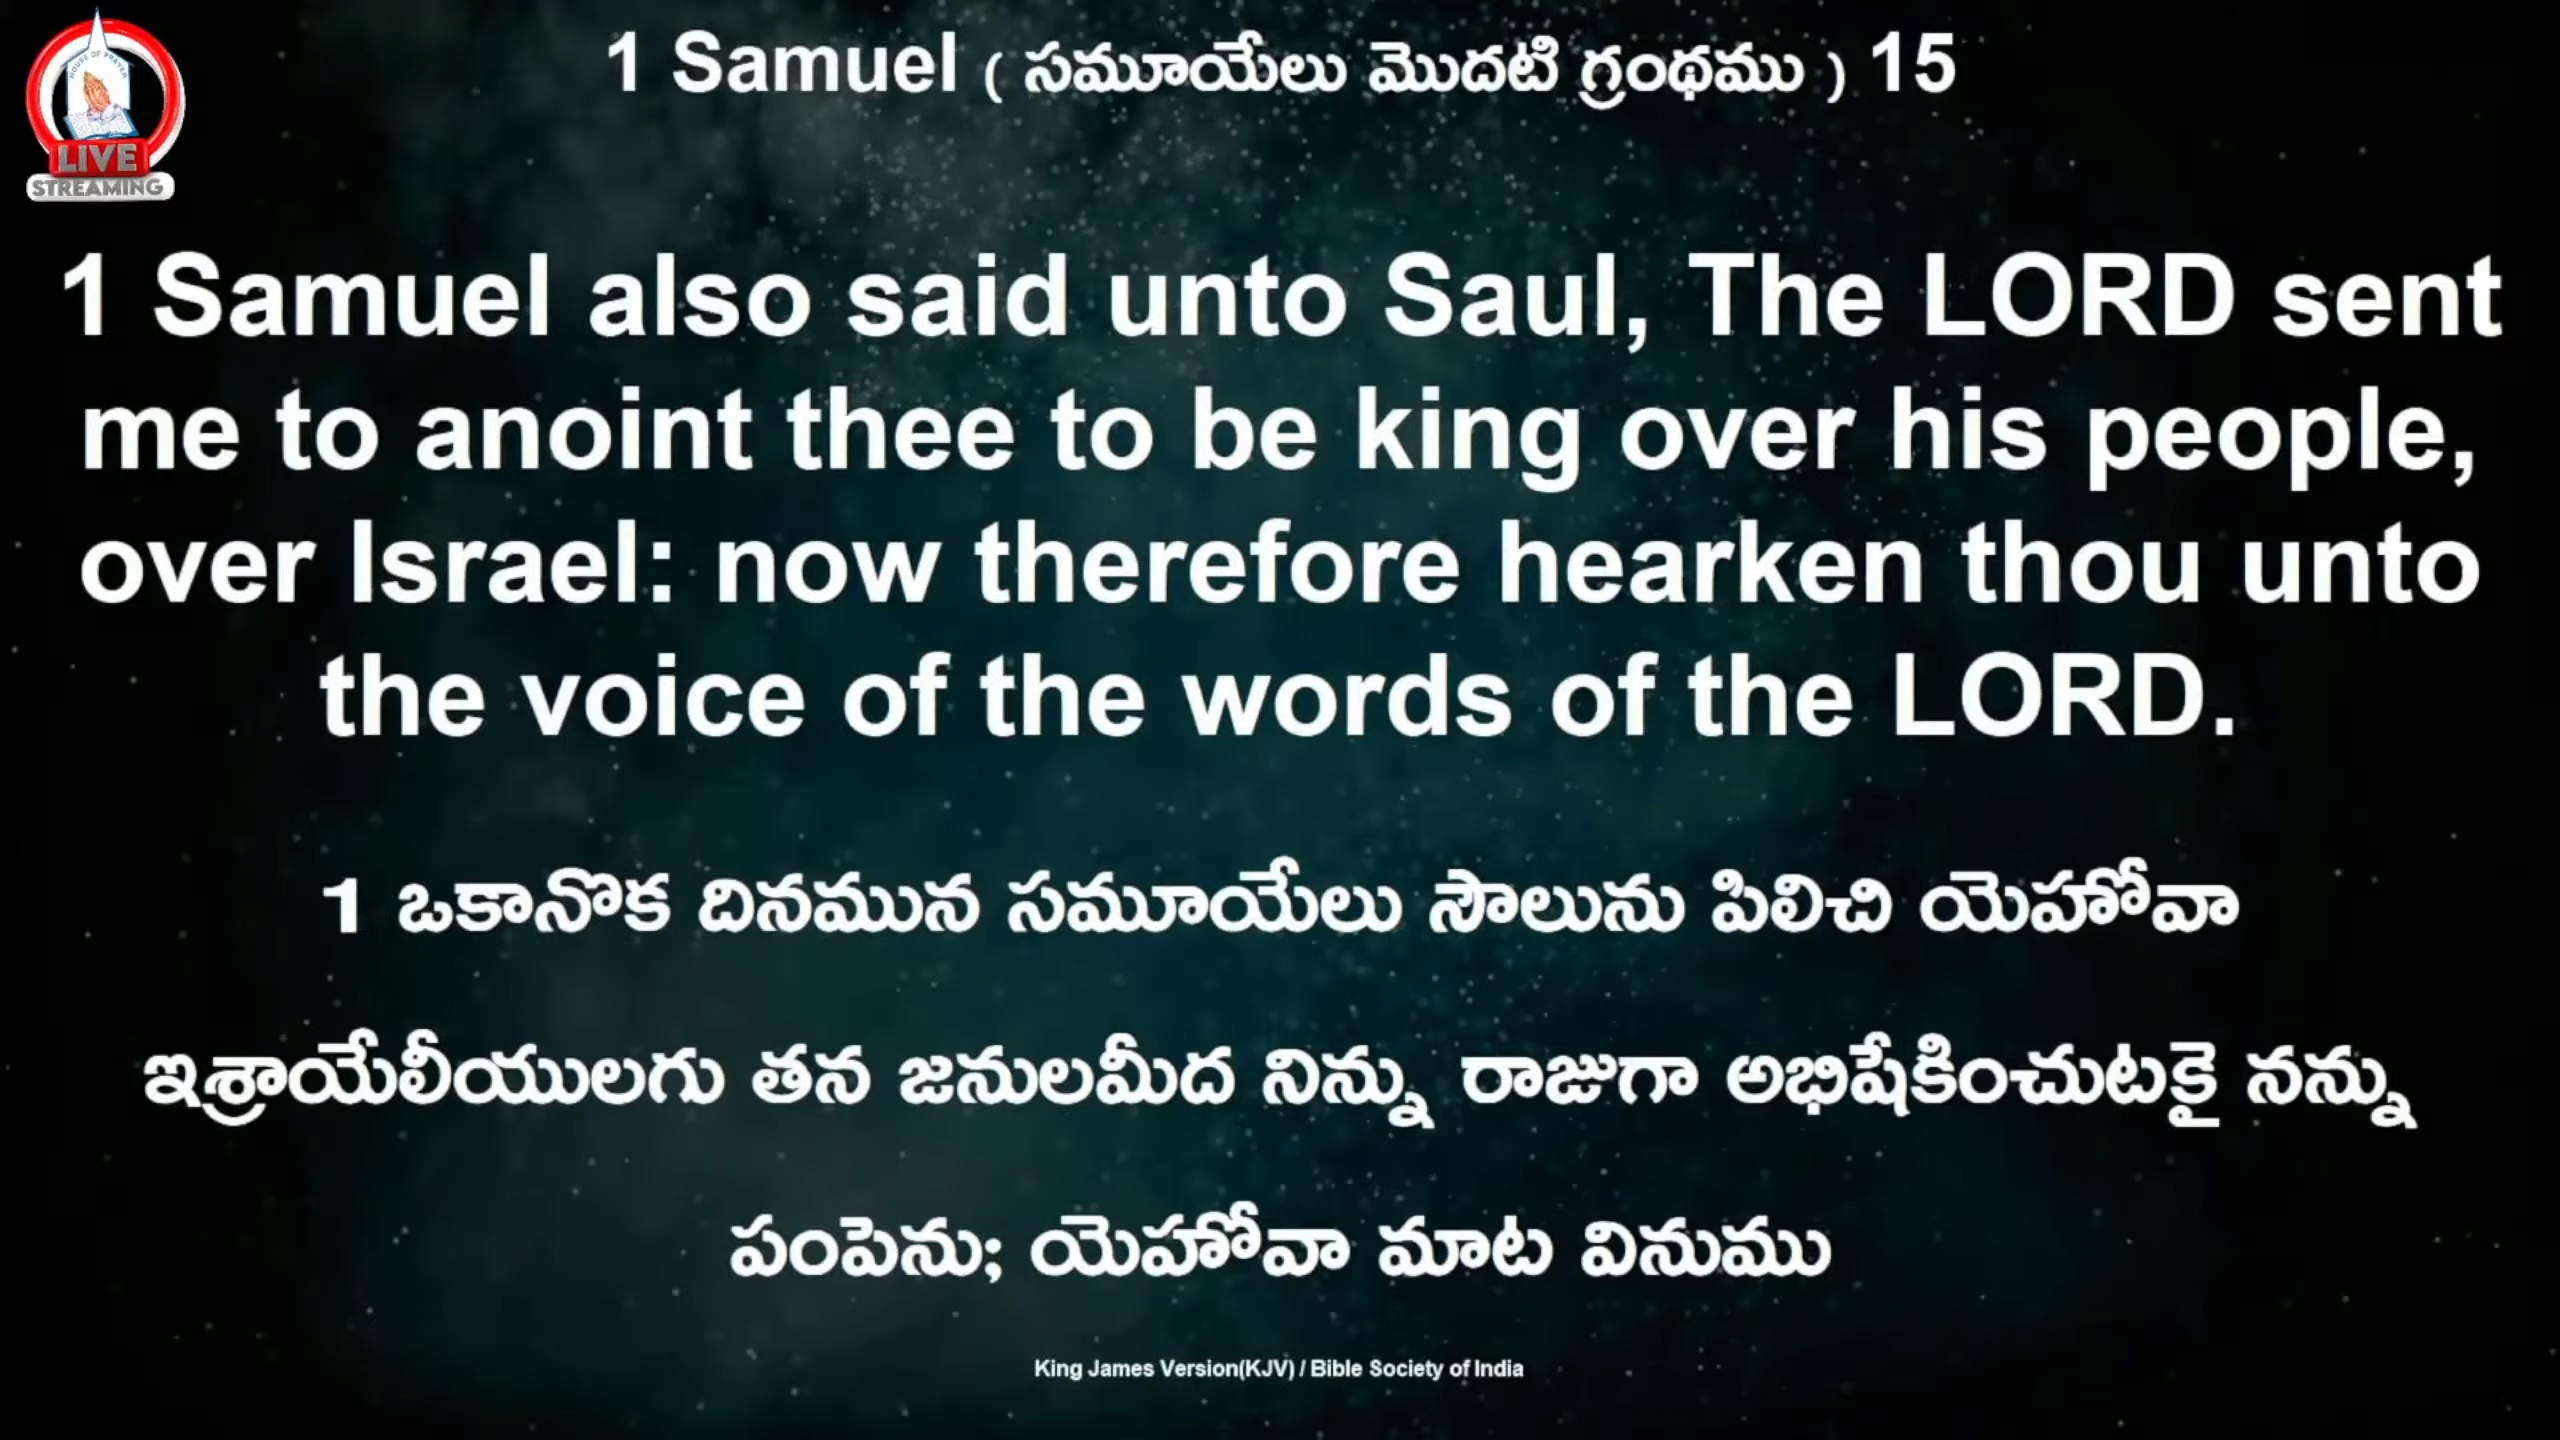 HOUSE OF PRAYER
LIVE
STREAMING
1 Samuel ( సమూయేలు మొదటి గ్రంథము ) 15
1 Samuel also said unto Saul, The LORD sent
me to anoint thee to be king over his people,
over Israel: now therefore hearken thou unto
the voice of the words of the LORD.
1 ఒకానొక దినమున సమూయేలు సౌలును పిలిచి యెహోవా
ఇశ్రాయేలీయులగు తన జనులమీద నిన్ను రాజుగా అభిషేకించుటకై నన్ను
పంపెను; యెహోవా మాట వినుము
King James Version(KJV) / Bible Society of India